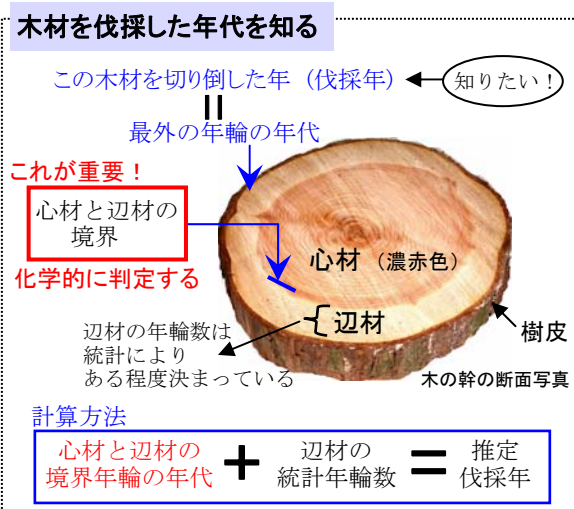 木材を伐採した年代を知る
この木材を切り倒した年（伐採年）
知りたい！
最外の年輪の年代
これが重要！
心材と辺材の
境界
化学的に判定する
心材（濃赤色）
辺材
樹皮
辺材の年輪数は
統計により
ある程度決まっている
木の幹の断面写真
計算方法
心材と辺材の
境界年輪の年代
＋
辺材の
統計年輪数
＝
推定
伐採年